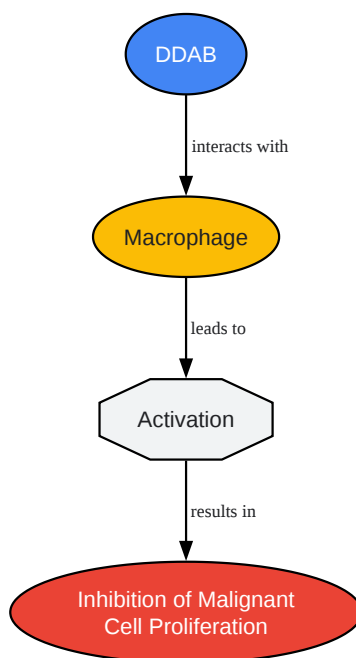 DDAB
interacts with
Macrophage
leads to
Activation
results in
Inhibition of Malignant
Cell Proliferation